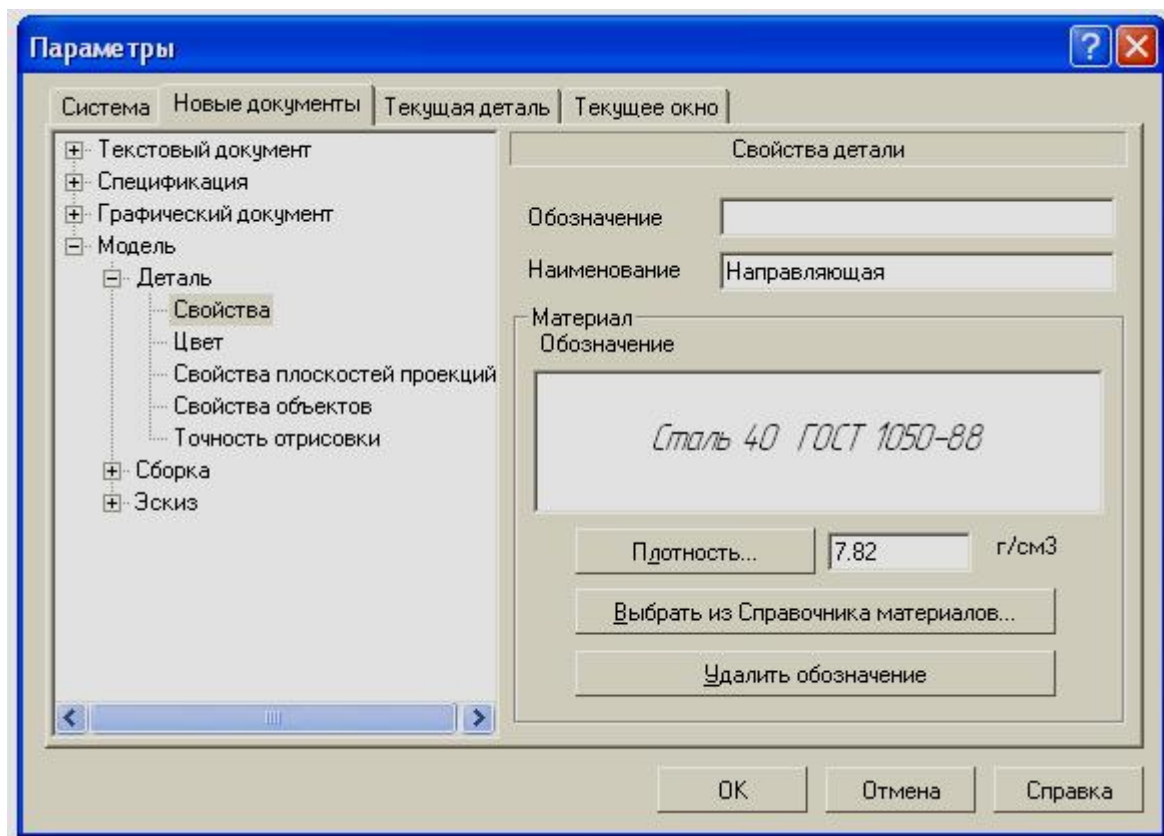 Параметры
Система Новые документы Текущая деталь Текущее окно
Текстовый документ
Спецификация
Графический документ
Модель
Деталь
Свойства
Цвет
Свойства плоскостей проекций
Свойства объектов
Точность отрисовки
Сборка
Эскиз
Свойства детали
Обозначение
Наименование Направляющая
Материал
Обозначение
Сталь 40 ГОСТ 1050-88
Плотность... 7.82 г/см3
Выбрать из Справочника материалов...
Удалить обозначение
OK Отмена Справка